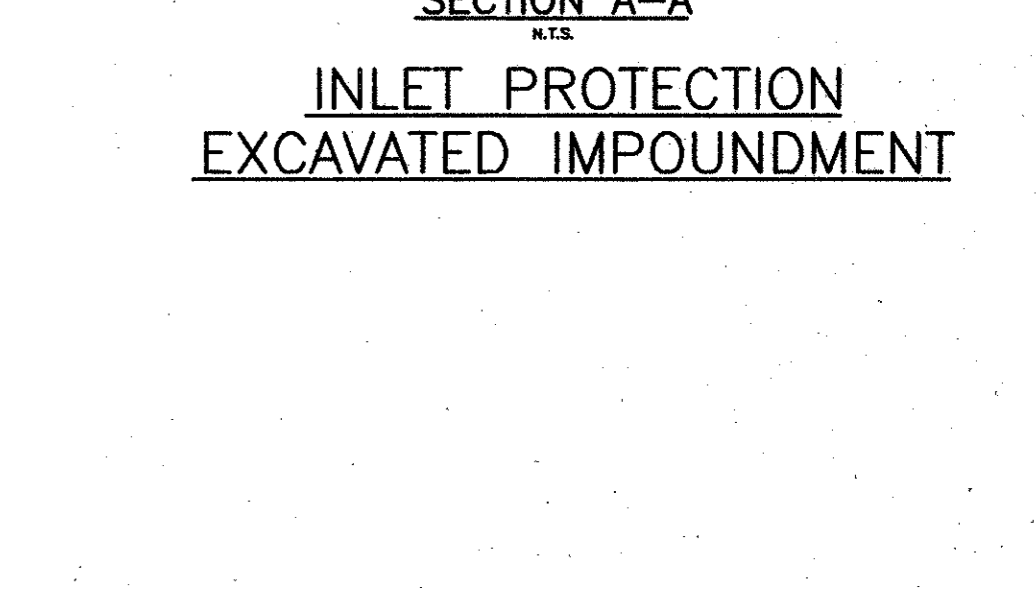 SECTION A-A
N.T.S.
INLET PROTECTION
EXCAVATED IMPOUNDMENT